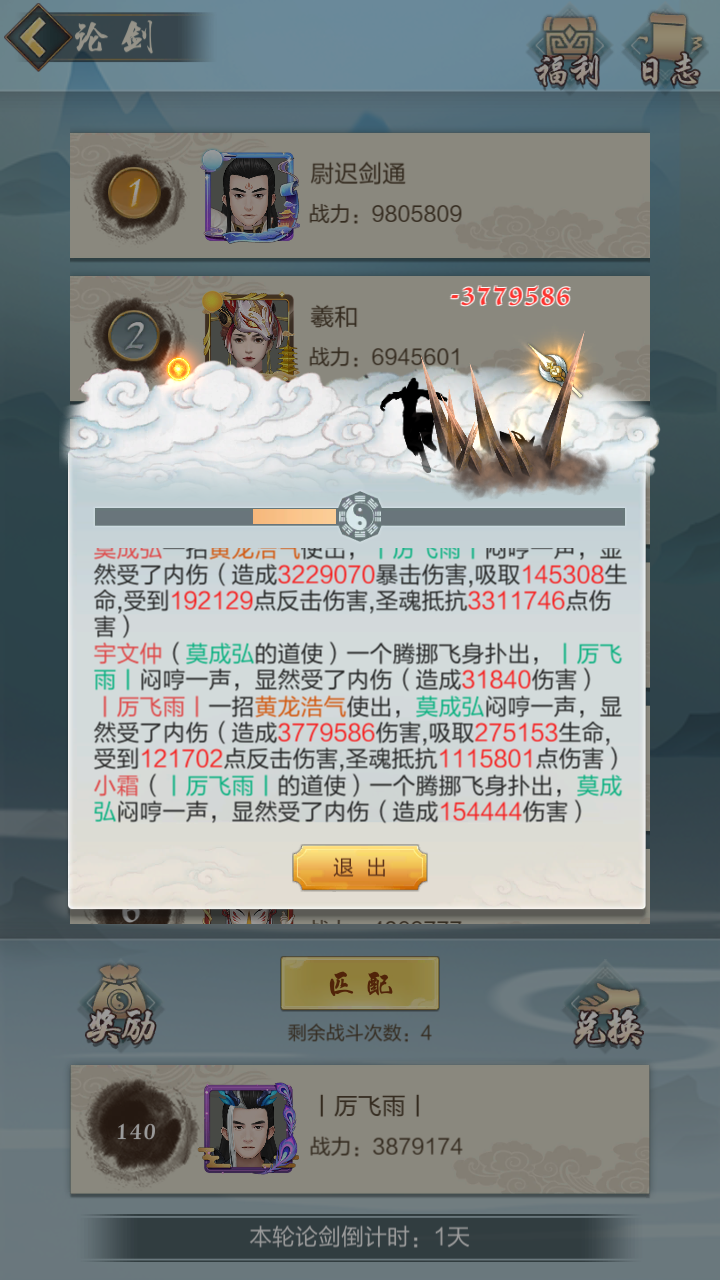 论剑
福利
日志
1
尉迟剑通
战力：9805809
-3779586
2
羲和
战力：6945601
莫成弘一招黄龙浩气使出，丨厉飞雨丨闷哼一声，显
然受了内伤（造成3229070暴击伤害,吸取145308生
命,受到192129点反击伤害,圣魂抵抗3311746点伤
害）
宇文仲（莫成弘的道使）一个腾挪飞身扑出，丨厉飞
雨丨闷哼一声，显然受了内伤（造成31840伤害）
丨厉飞雨丨一招黄龙浩气使出，莫成弘闷哼一声，显
然受了内伤（造成3779586伤害,吸取275153生命,
受到121702点反击伤害,圣魂抵抗1115801点伤害）
小霜（丨厉飞雨丨的道使）一个腾挪飞身扑出，莫成
弘闷哼一声，显然受了内伤（造成154444伤害）
退出
6
奖励
匹配
剩余战斗次数：4
兑换
140
丨厉飞雨丨
战力：3879174
本轮论剑倒计时：1天